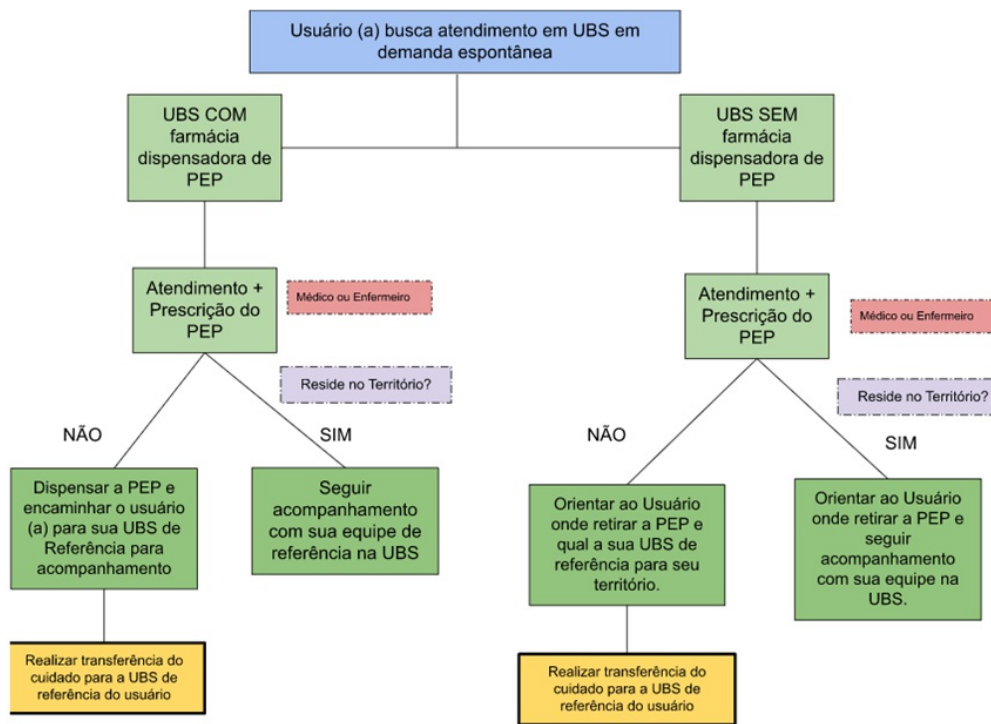 Usuário (a) busca atendimento em UBS em
demanda espontânea
UBS COM
farmácia
dispensadora de
PEP
UBS SEM
farmácia
dispensadora de
PEP
Atendimento +
Prescrição do
PEP
Médico ou Enfermeiro
Atendimento +
Prescrição do
PEP
Médico ou Enfermeiro
Reside no Território?
Reside no Território?
NÃO
SIM
NÃO
SIM
Dispensar a PEP e
encaminhar o usuário
(a) para sua UBS de
Referência para
acompanhamento
Seguir
acompanhamento
com sua equipe de
referência na UBS
Orientar ao Usuário
onde retirar a PEP e
qual a sua UBS de
referência para seu
território.
Orientar ao Usuário
onde retirar a PEP e
seguir
acompanhamento
com sua equipe na
UBS.
Realizar transferência do
cuidado para a UBS de
referência do usuário
Realizar transferência do
cuidado para a UBS de
referência do usuário